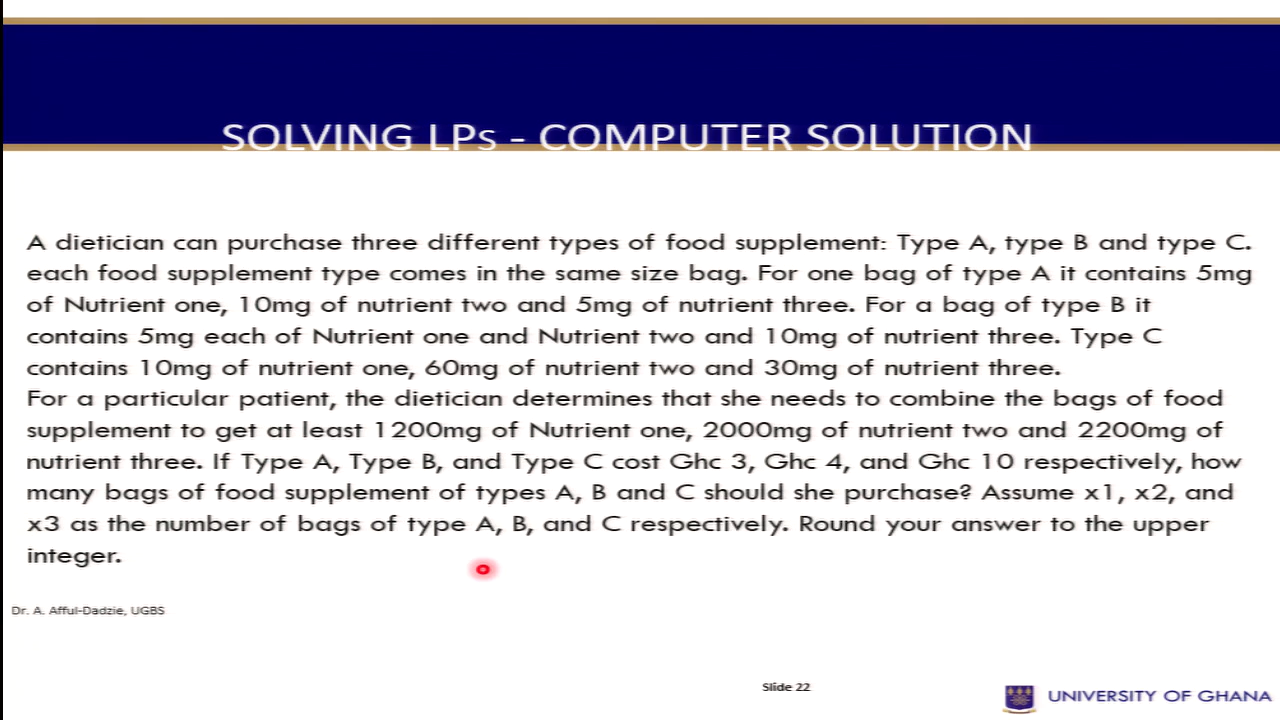 SOLVING LPs - COMPUTER SOLUTION
A dietician can purchase three different types of food supplement: Type A, type B and type C.
each food supplement type comes in the same size bag. For one bag of type A it contains 5mg
of Nutrient one, 10mg of nutrient two and 5mg of nutrient three. For a bag of type B it
contains 5mg each of Nutrient one and Nutrient two and 10mg of nutrient three. Type C
contains 10mg of nutrient one, 60mg of nutrient two and 30mg of nutrient three.
For a particular patient, the dietician determines that she needs to combine the bags of food
supplement to get at least 1200mg of Nutrient one, 2000mg of nutrient two and 2200mg of
nutrient three. If Type A, Type B, and Type C cost Ghc 3, Ghc 4, and Ghc 10 respectively, how
many bags of food supplement of types A, B and C should she purchase? Assume x1, x2, and
x3 as the number of bags of type A, B, and C respectively. Round your answer to the upper
integer.
Dr. A. Afful-Dadzie, UGBS
Slide 22
UNIVERSITY OF GHANA